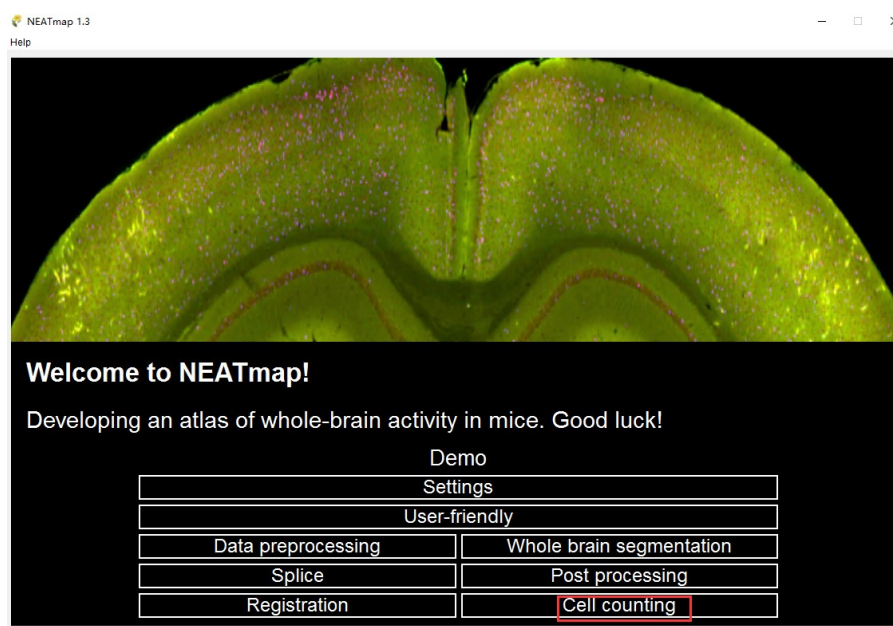 NEATmap 1.3
Help
Welcome to NEATmap!
Developing an atlas of whole-brain activity in mice. Good luck!
Demo
Settings
User-friendly
Data preprocessing
Whole brain segmentation
Splice
Post processing
Registration
Cell counting